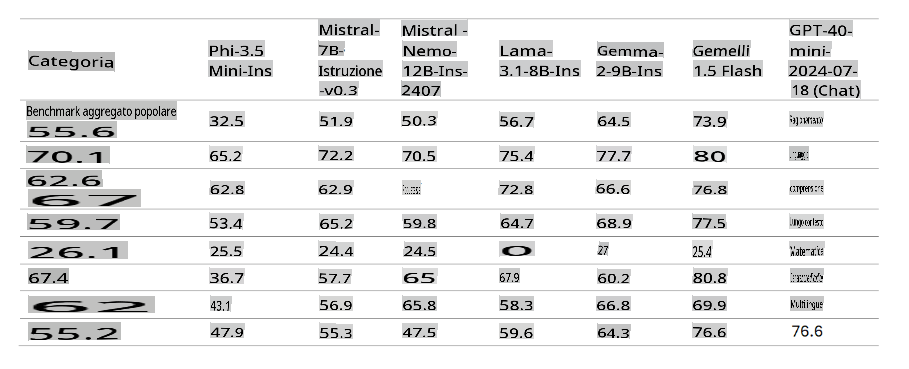 Categoria
Phi-3.5
Mini-Ins
Mistral-
7B-
Istruzione
-v0.3
Mistral -
Nemo-
12B-Ins-
2407
Lama-
3.1-8B-Ins
Gemma-
2-9B-Ins
Gemelli
1.5 Flash
GPT-40-
mini-
2024-07-
18 (Chat)
Benchmark aggregato popolare
55.6 32.5 51.9 50.3 56.7 64.5 73.9
70.1 65.2 72.2 70.5 75.4 77.7 80
62.6
67 62.8 62.9 72.8 66.6 76.8 comprensione
59.7 53.4 65.2 59.8 64.7 68.9 77.5 lungo contesto
26.1 25.5 24.4 24.5 0 27 25.4 Matematica
67.4 36.7 57.7 65 67.9 60.2 80.8
62 43.1 56.9 65.8 58.3 66.8 69.9 Multilingue
55.2 47.9 55.3 47.5 59.6 64.3 76.6 76.6